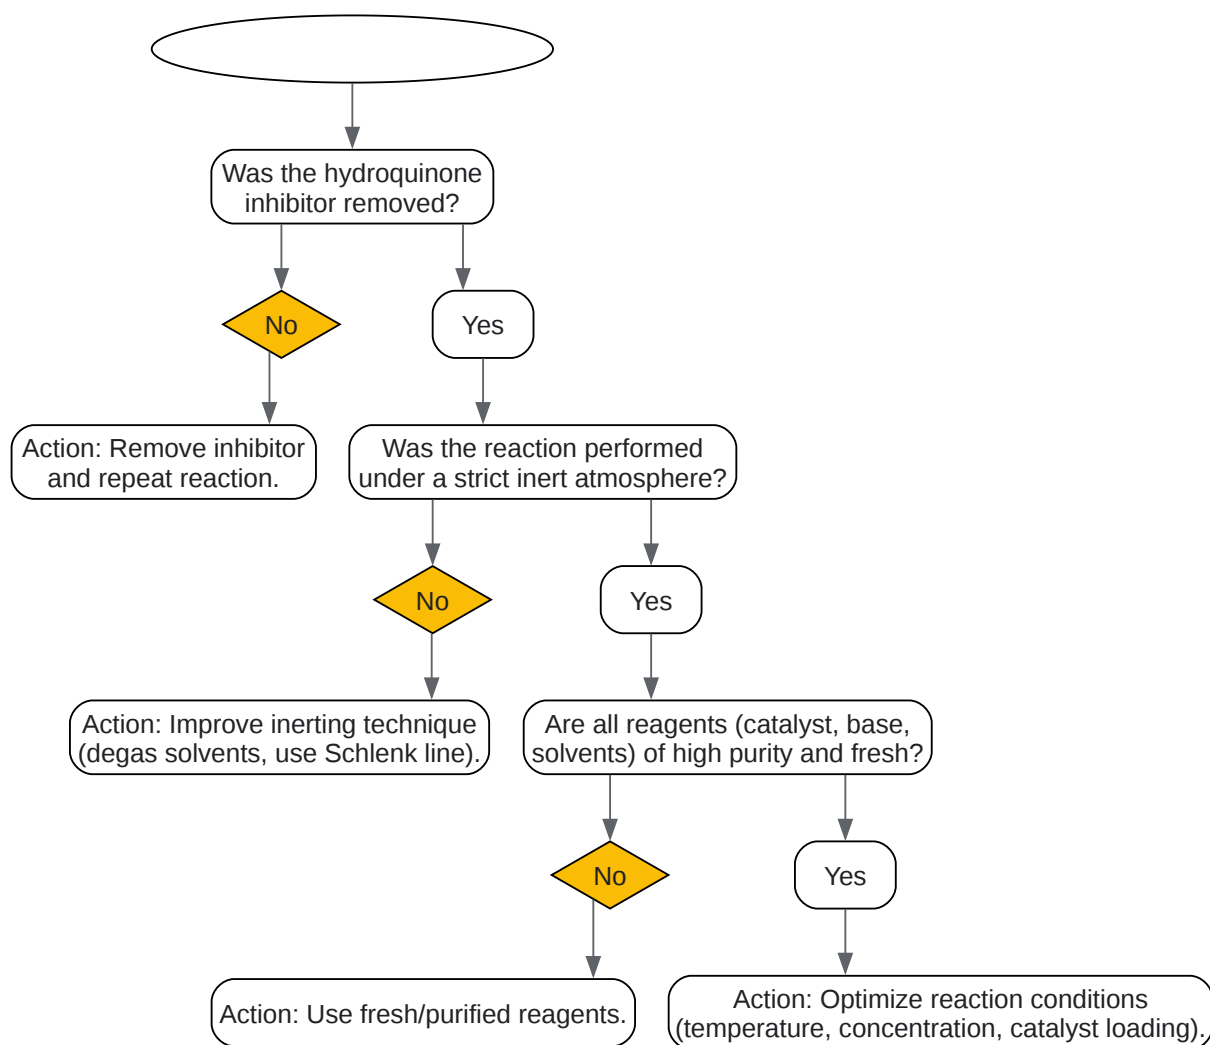 Was the hydroquinone
inhibitor removed?
No
Yes
Action: Remove inhibitor
and repeat reaction.
Was the reaction performed
under a strict inert atmosphere?
No
Yes
Action: Improve inerting technique
(degas solvents, use Schlenk line).
Are all reagents (catalyst, base,
solvents) of high purity and fresh?
No
Yes
Action: Use fresh/purified reagents.
Action: Optimize reaction conditions
(temperature, concentration, catalyst loading).